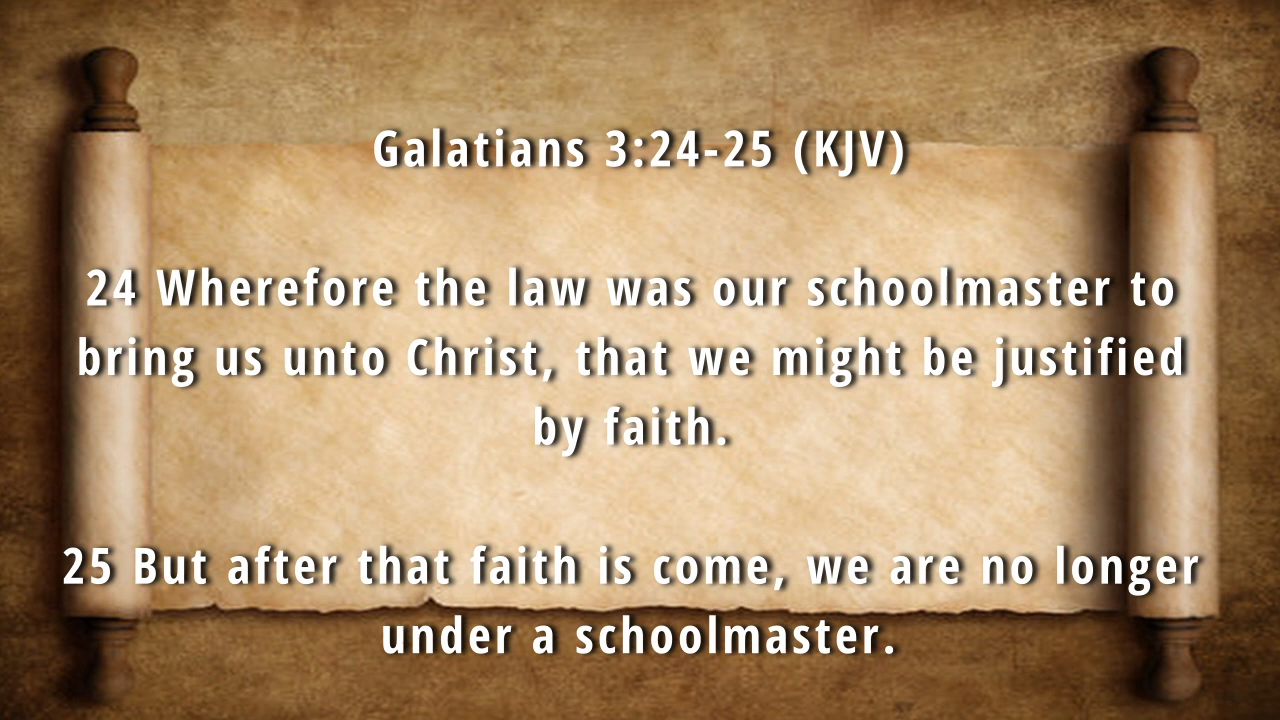 Galatians 3:24-25 (KJV)
24 Wherefore the law was our schoolmaster to
bring us unto Christ, that we might be justified
by faith.
25 But after that faith is come, we are no longer
under a schoolmaster.